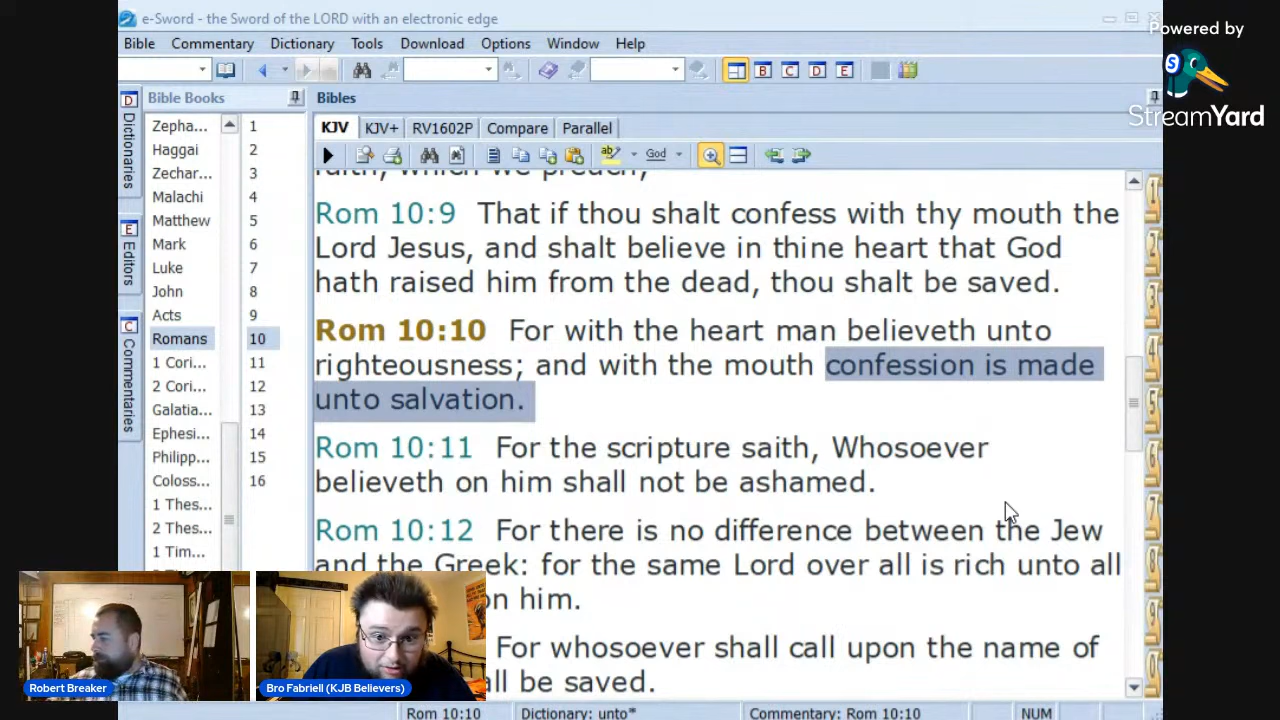 e-Sword - the Sword of the LORD with an electronic edge
Powered by
StreamYard
Bible Commentary Dictionary Tools Download Options Window Help
B C D E
Bible Books
Bibles
D Dictionaries
E Editors
C Commentaries
KJV KJV+ RV1602P Compare Parallel
God
Zepha...
Haggai
Zechar...
Malachi
Matthew
Mark
Luke
John
Acts
Romans
1 Cori...
2 Cori...
Galatia...
Ephesi...
Philipp...
Coloss...
1 Thes...
2 Thes...
1 Tim...
1
2
3
4
5
6
7
8
9
10
11
12
13
14
15
16
faith, which we preach;
Rom 10:9 That if thou shalt confess with thy mouth the
Lord Jesus, and shalt believe in thine heart that God
hath raised him from the dead, thou shalt be saved.
Rom 10:10 For with the heart man believeth unto
righteousness; and with the mouth confession is made
unto salvation.
Rom 10:11 For the scripture saith, Whosoever
believeth on him shall not be ashamed.
Rom 10:12 For there is no difference between the Jew
and the Greek: for the same Lord over all is rich unto all
on him.
For whosoever shall call upon the name of
all be saved.
Robert Breaker
Bro Fabriell (KJB Believers)
Rom 10:10 Dictionary: unto* Commentary: Rom 10:10 NUM